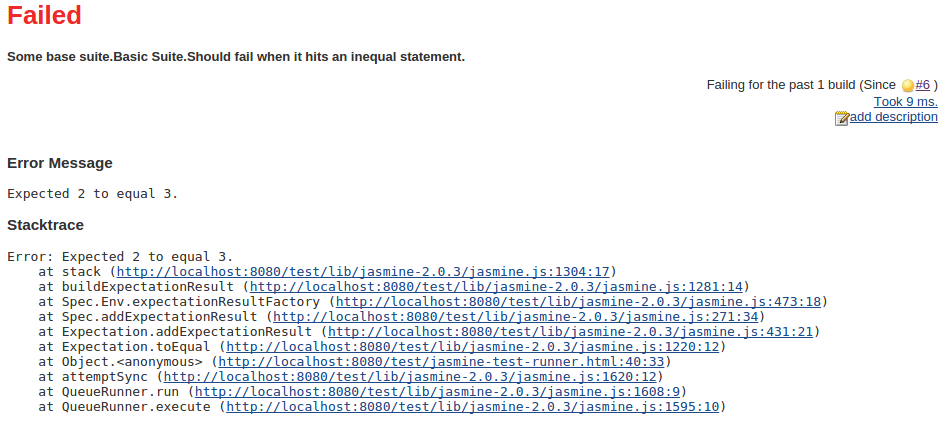 Failed
Some base suite.Basic Suite.Should fail when it hits an inequal statement.
Failing for the past 1 build (Since #6 )
Took 9 ms.
add description
Error Message
Expected 2 to equal 3.
Stacktrace
Error: Expected 2 to equal 3.
    at stack (http://localhost:8080/test/lib/jasmine-2.0.3/jasmine.js:1304:17)
    at buildExpectationResult (http://localhost:8080/test/lib/jasmine-2.0.3/jasmine.js:1281:14)
    at Spec.Env.expectationResultFactory (http://localhost:8080/test/lib/jasmine-2.0.3/jasmine.js:473:18)
    at Spec.addExpectationResult (http://localhost:8080/test/lib/jasmine-2.0.3/jasmine.js:271:34)
    at Expectation.addExpectationResult (http://localhost:8080/test/lib/jasmine-2.0.3/jasmine.js:431:21)
    at Expectation.toEqual (http://localhost:8080/test/lib/jasmine-2.0.3/jasmine.js:1220:12)
    at Object.<anonymous> (http://localhost:8080/test/jasmine-test-runner.html:40:33)
    at attemptSync (http://localhost:8080/test/lib/jasmine-2.0.3/jasmine.js:1620:12)
    at QueueRunner.run (http://localhost:8080/test/lib/jasmine-2.0.3/jasmine.js:1608:9)
    at QueueRunner.execute (http://localhost:8080/test/lib/jasmine-2.0.3/jasmine.js:1595:10)